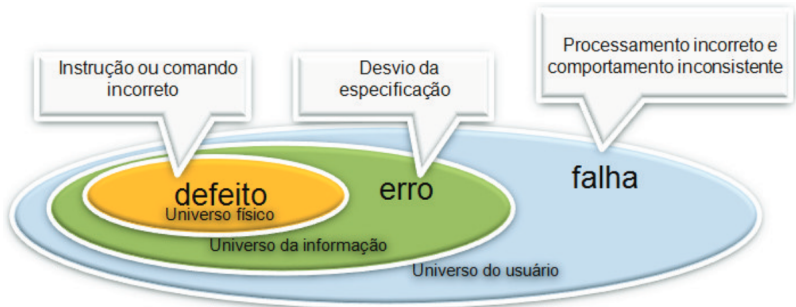 Instrução ou comando
incorreto
Desvio da
especificação
Processamento incorreto e
comportamento inconsistente
defeito
Universo físico
erro
Universo da informação
falha
Universo do usuário